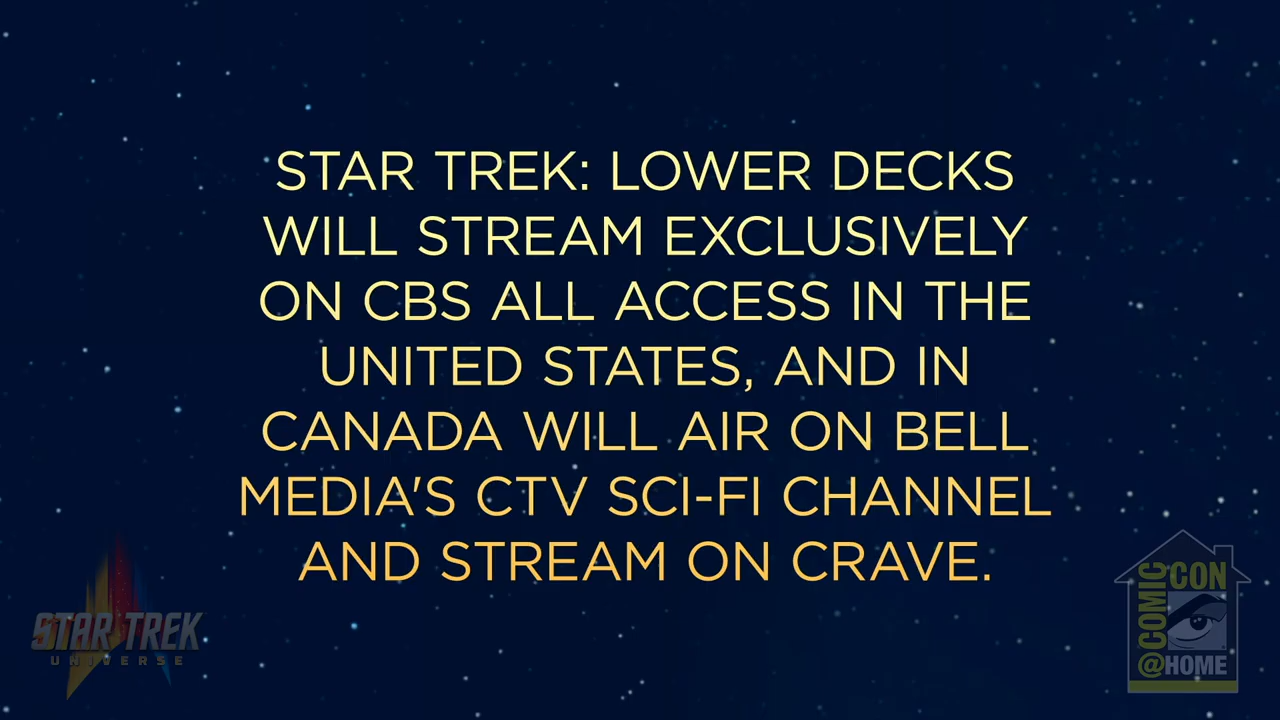 STAR TREK: LOWER DECKS
WILL STREAM EXCLUSIVELY
ON CBS ALL ACCESS IN THE
UNITED STATES, AND IN
CANADA WILL AIR ON BELL
MEDIA'S CTV SCI-FI CHANNEL
AND STREAM ON CRAVE.
STAR TREK
UNIVERSE
COMIC
CON
@HOME